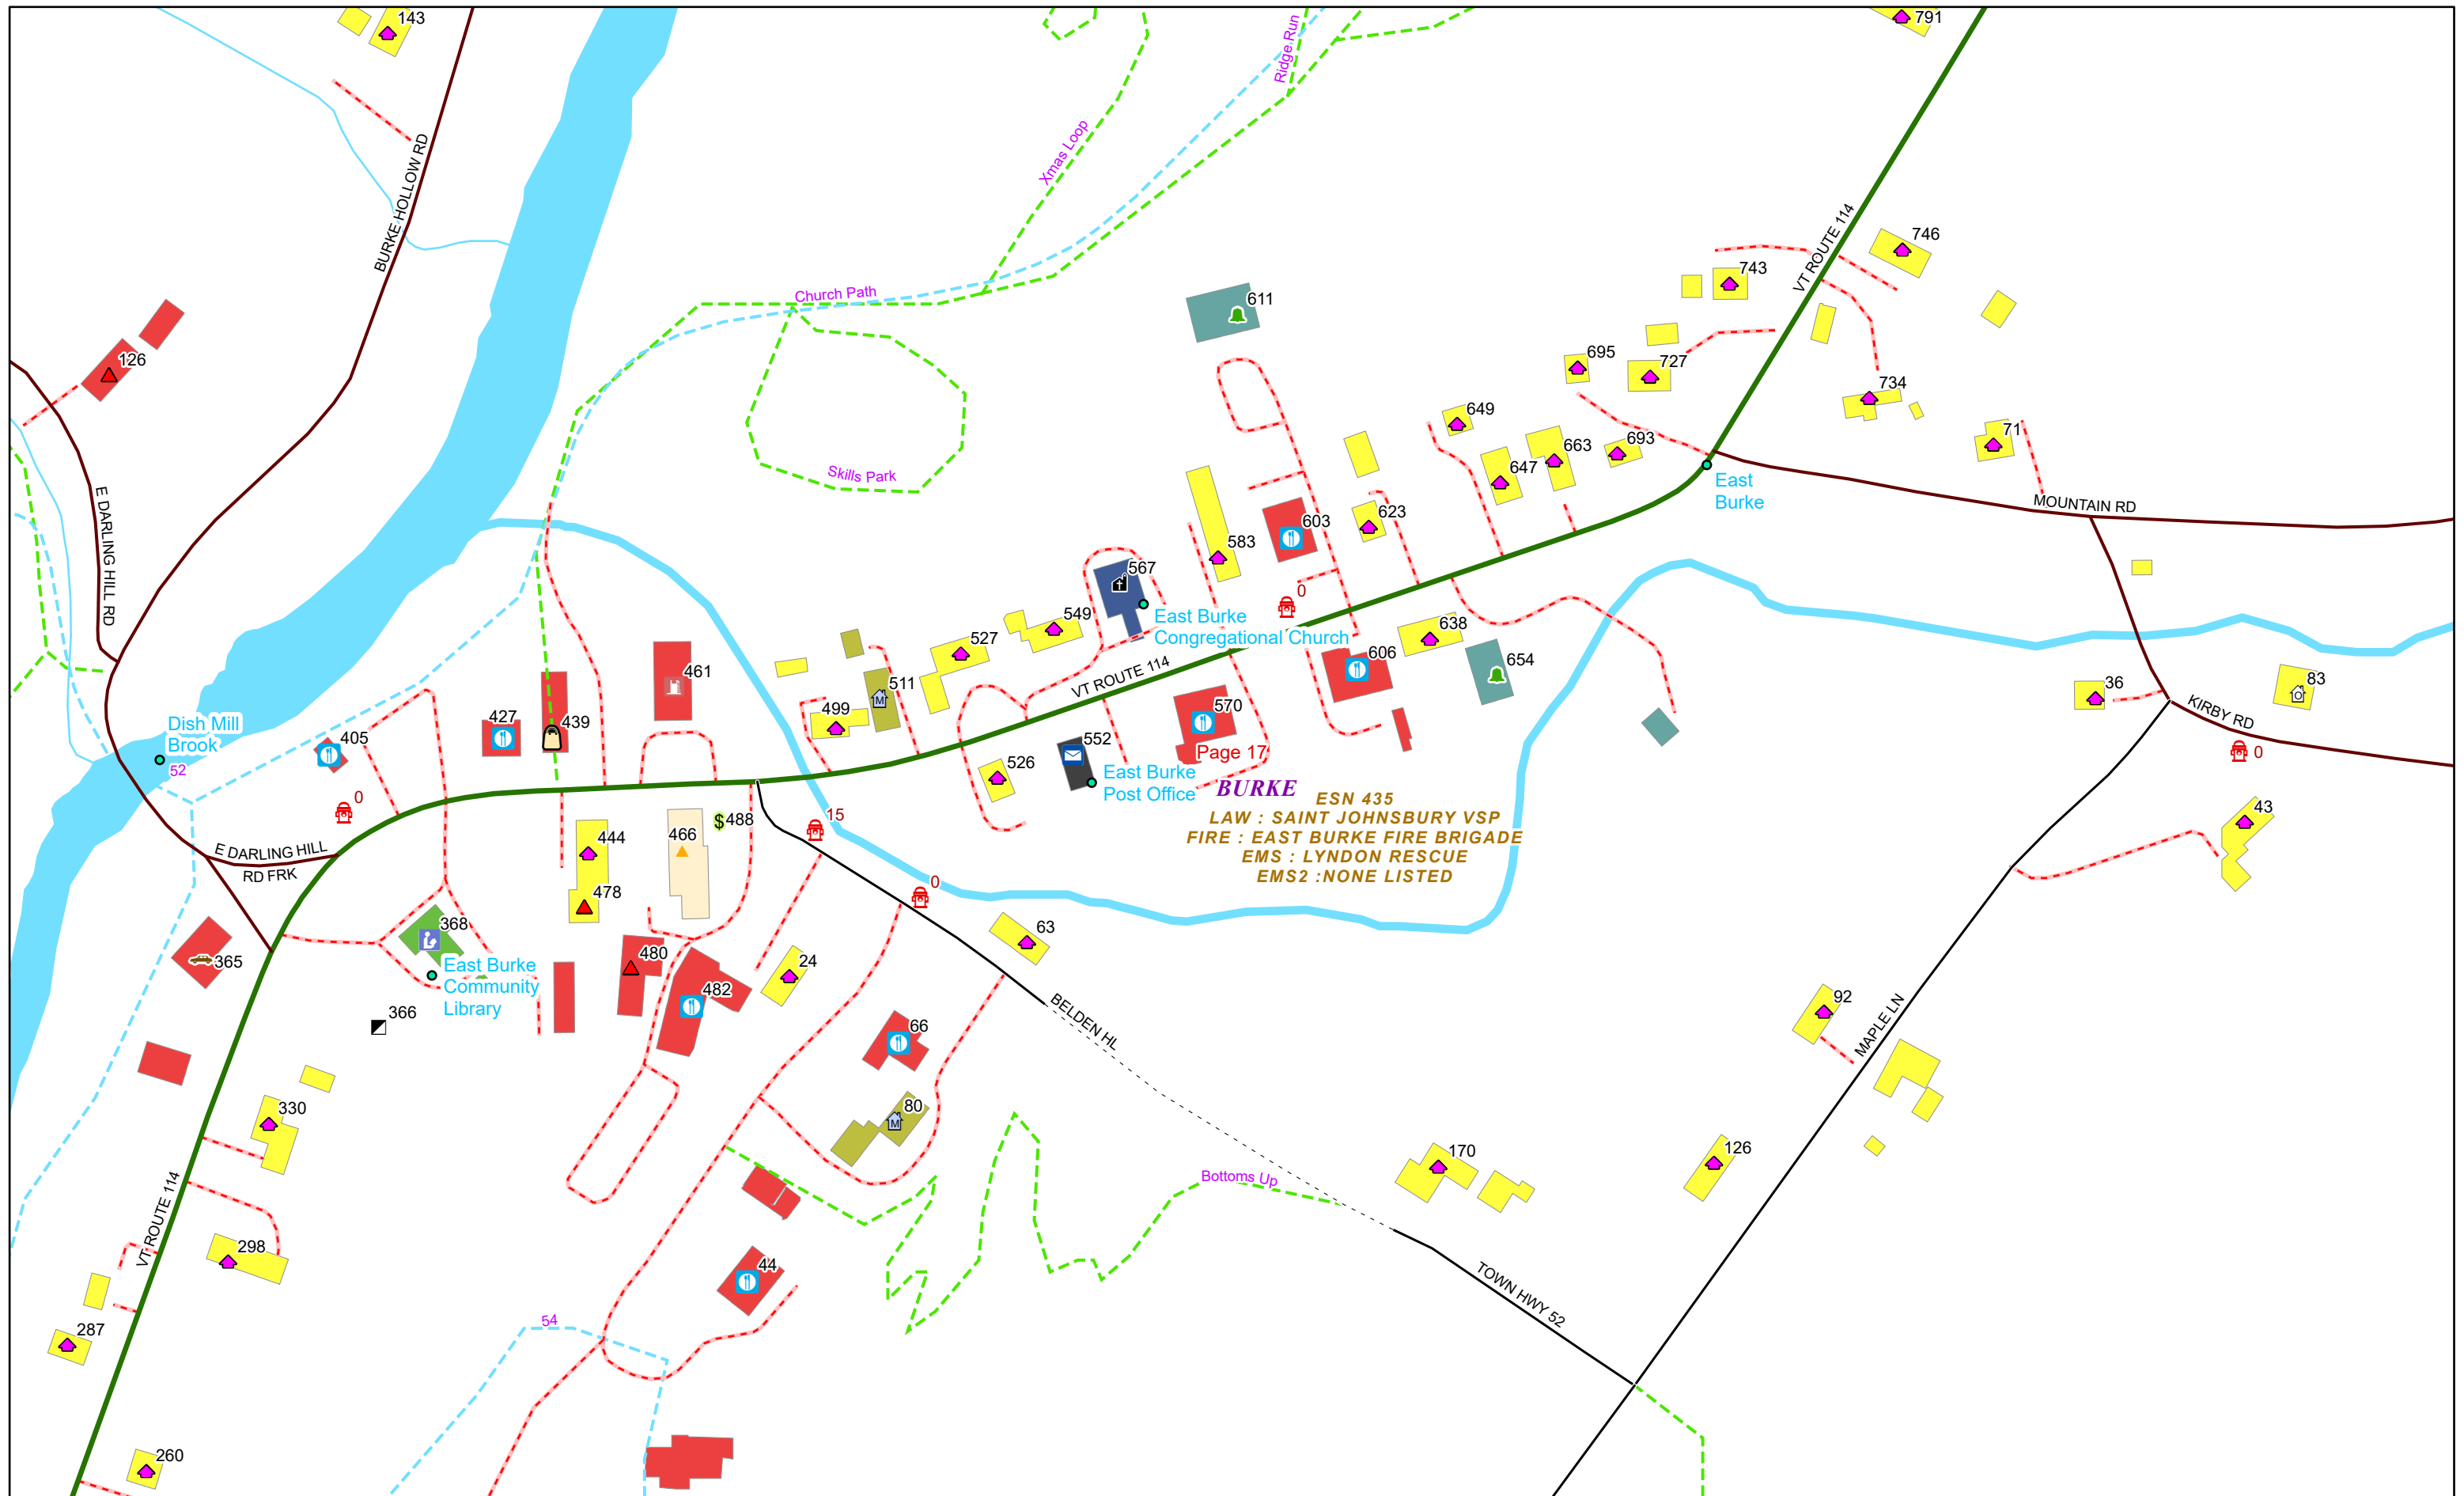 143
791
Ridge Run
Xmas Loop
BURKE HOLLOW RD
VT ROUTE 114
746
743
Church Path
611
126
695
727
734
649
71
663
693
647
Skills Park
East
Burke
MOUNTAIN RD
E DARLING HILL RD
603
623
583
567
0
East Burke
Congregational Church
549
527
638
654
461
511
VT ROUTE 114
36
83
KIRBY RD
0
Dish Mill
Brook
52
405
427
439
499
570
606
552
Page 17
526
East Burke
Post Office
BURKE
ESN 435
LAW : SAINT JOHNSBURY VSP
FIRE : EAST BURKE FIRE BRIGADE
EMS : LYNDON RESCUE
EMS2 :NONE LISTED
0
15
43
444
466
$488
E DARLING HILL
RD FRK
478
0
368
63
365
480
24
East Burke
Community
Library
482
366
92
BELDEN HL
66
MAPLE LN
M
80
330
170
126
Bottoms Up
VT ROUTE 114
298
44
TOWN HWY 52
287
54
260